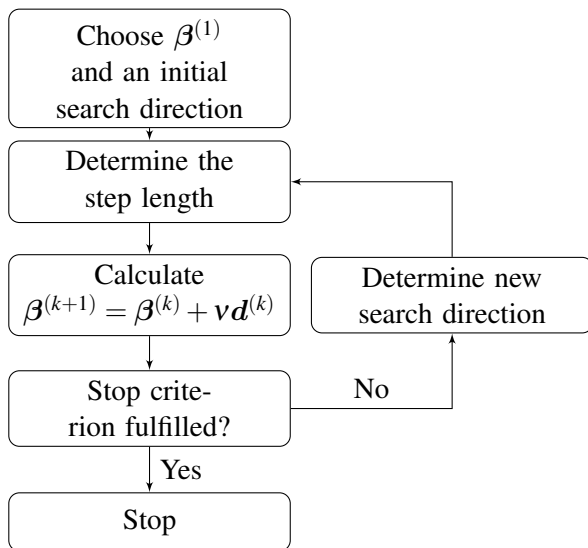 Choose β⁽¹⁾
and an initial
search direction
Determine the
step length
Calculate
β⁽ᵏ⁺¹⁾ = β⁽ᵏ⁾ + νd⁽ᵏ⁾
Determine new
search direction
Stop crite-
rion fulfilled?
No
Yes
Stop